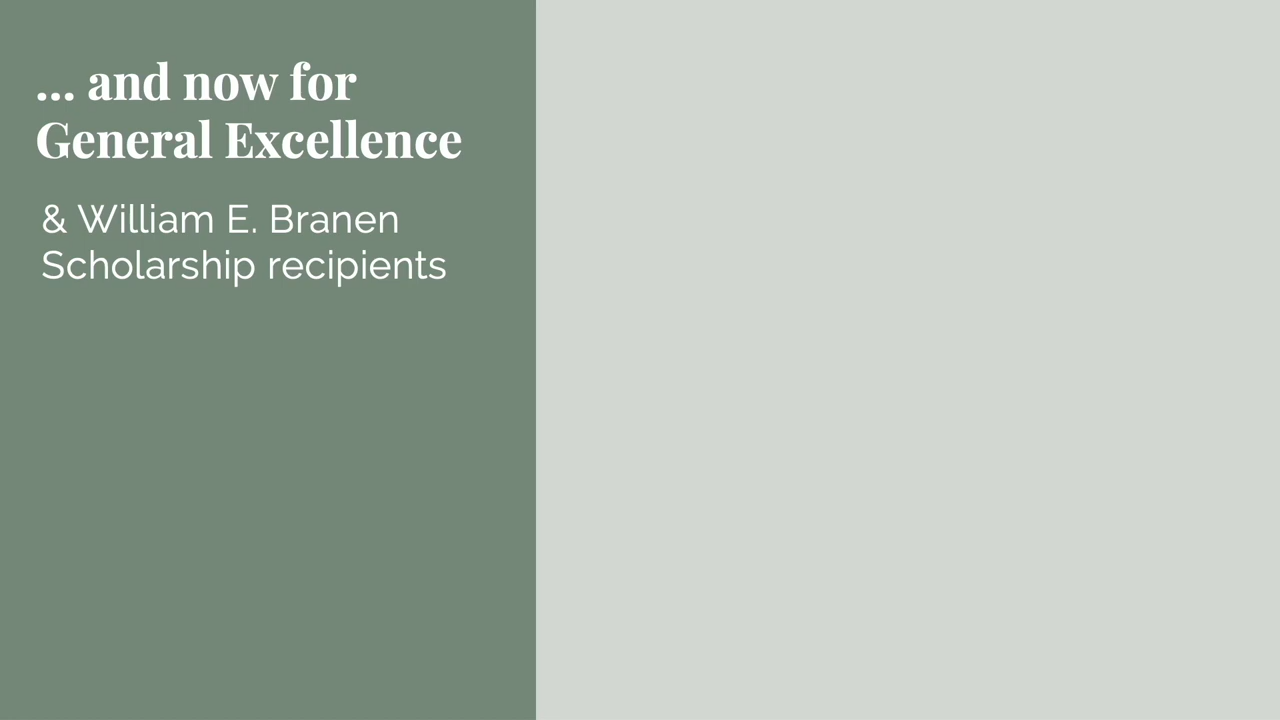 ... and now for
General Excellence
& William E. Branen
Scholarship recipients